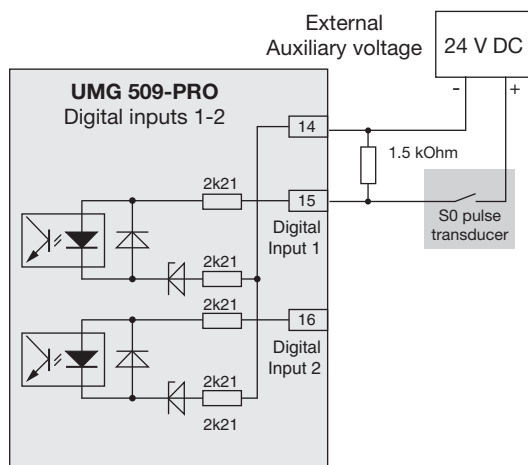 External
Auxiliary voltage
24 V DC
- +
UMG 509-PRO
Digital inputs 1-2
14
1.5 kOhm
2k21
15
S0 pulse
transducer
Digital
Input 1
2k21
2k21
16
Digital
Input 2
2k21
2k21